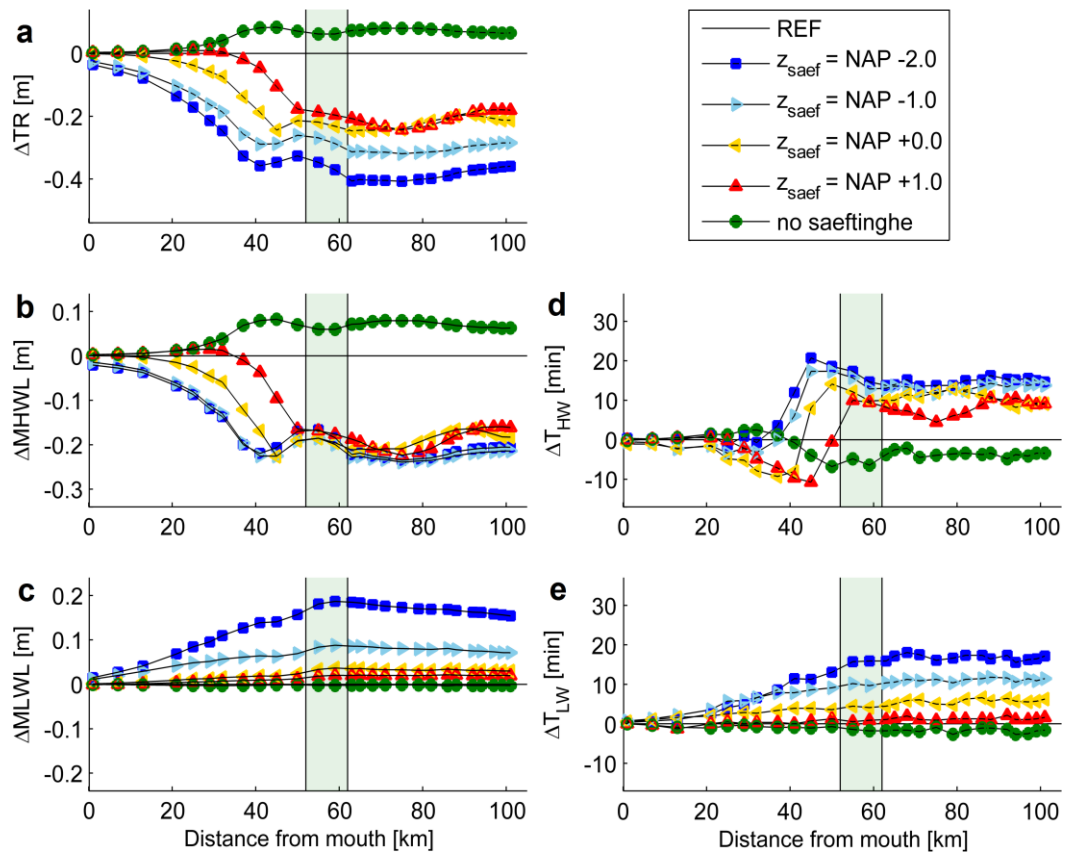 a
ΔTR [m]
0
-0.2
-0.4
0 20 40 60 80 100
REF
z_saef = NAP -2.0
z_saef = NAP -1.0
z_saef = NAP +0.0
z_saef = NAP +1.0
no saeftinghe
b
ΔMHWL [m]
0.1
0
-0.1
-0.2
-0.3
0 20 40 60 80 100
d
ΔT_HW [min]
30
20
10
0
-10
0 20 40 60 80 100
c
ΔMLWL [m]
0.2
0.1
0
-0.1
-0.2
0 20 40 60 80 100
Distance from mouth [km]
e
ΔT_LW [min]
30
20
10
0
-10
0 20 40 60 80 100
Distance from mouth [km]